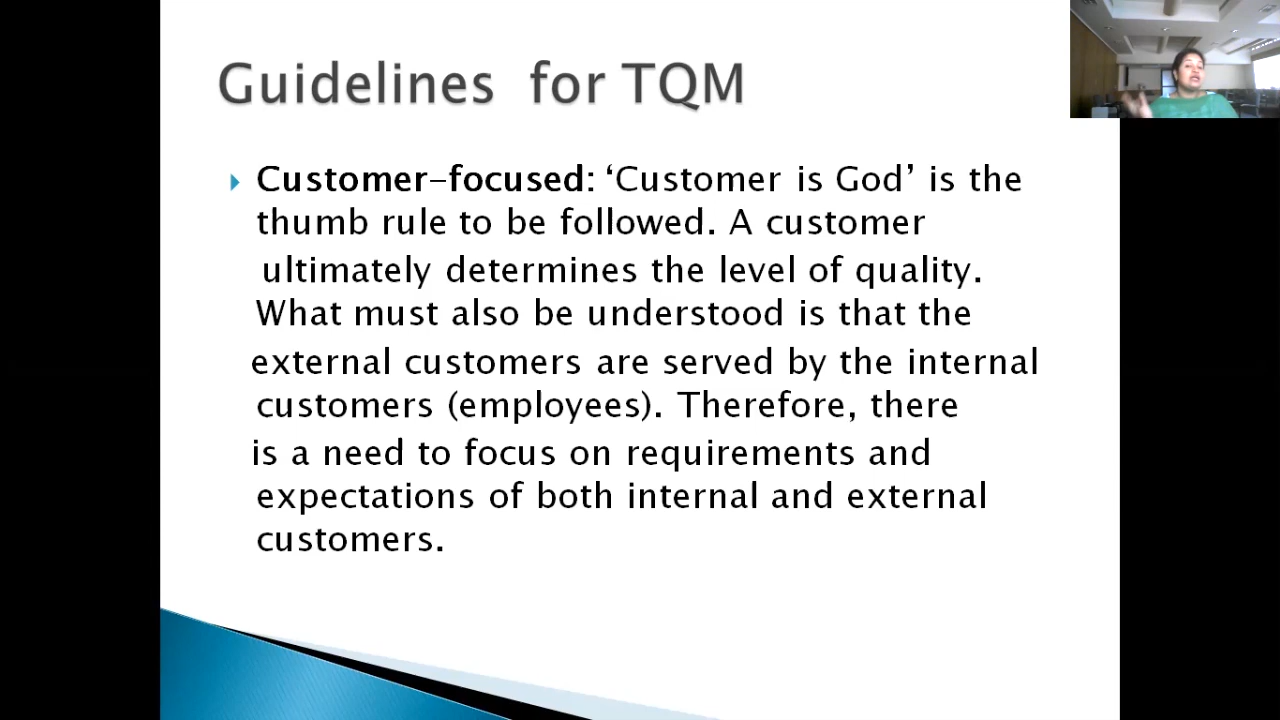 Guidelines for TQM
Customer-focused: ‘Customer is God’ is the
thumb rule to be followed. A customer
ultimately determines the level of quality.
What must also be understood is that the
external customers are served by the internal
customers (employees). Therefore, there
is a need to focus on requirements and
expectations of both internal and external
customers.